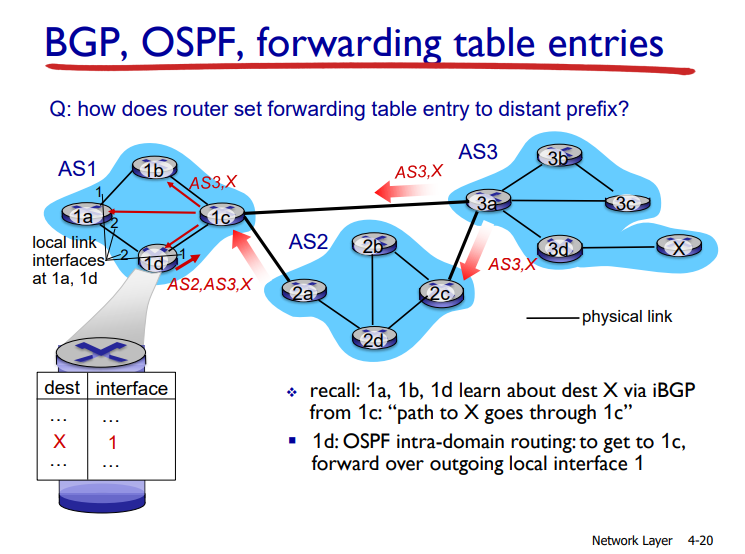 BGP, OSPF, forwarding table entries
Q: how does router set forwarding table entry to distant prefix?
AS1
1b
AS3,X
1
1a
1c
2
local link
interfaces
at 1a, 1d
2
1d
1
AS2,AS3,X
AS3,X
AS3
3b
3a
3c
3d
X
AS3,X
AS2
2b
2a
2c
2d
physical link
dest
interface
…
…
X
1
…
…
❖ recall: 1a, 1b, 1d learn about dest X via iBGP
from 1c: “path to X goes through 1c”
▪ 1d: OSPF intra-domain routing: to get to 1c,
forward over outgoing local interface 1
Network Layer 4-20